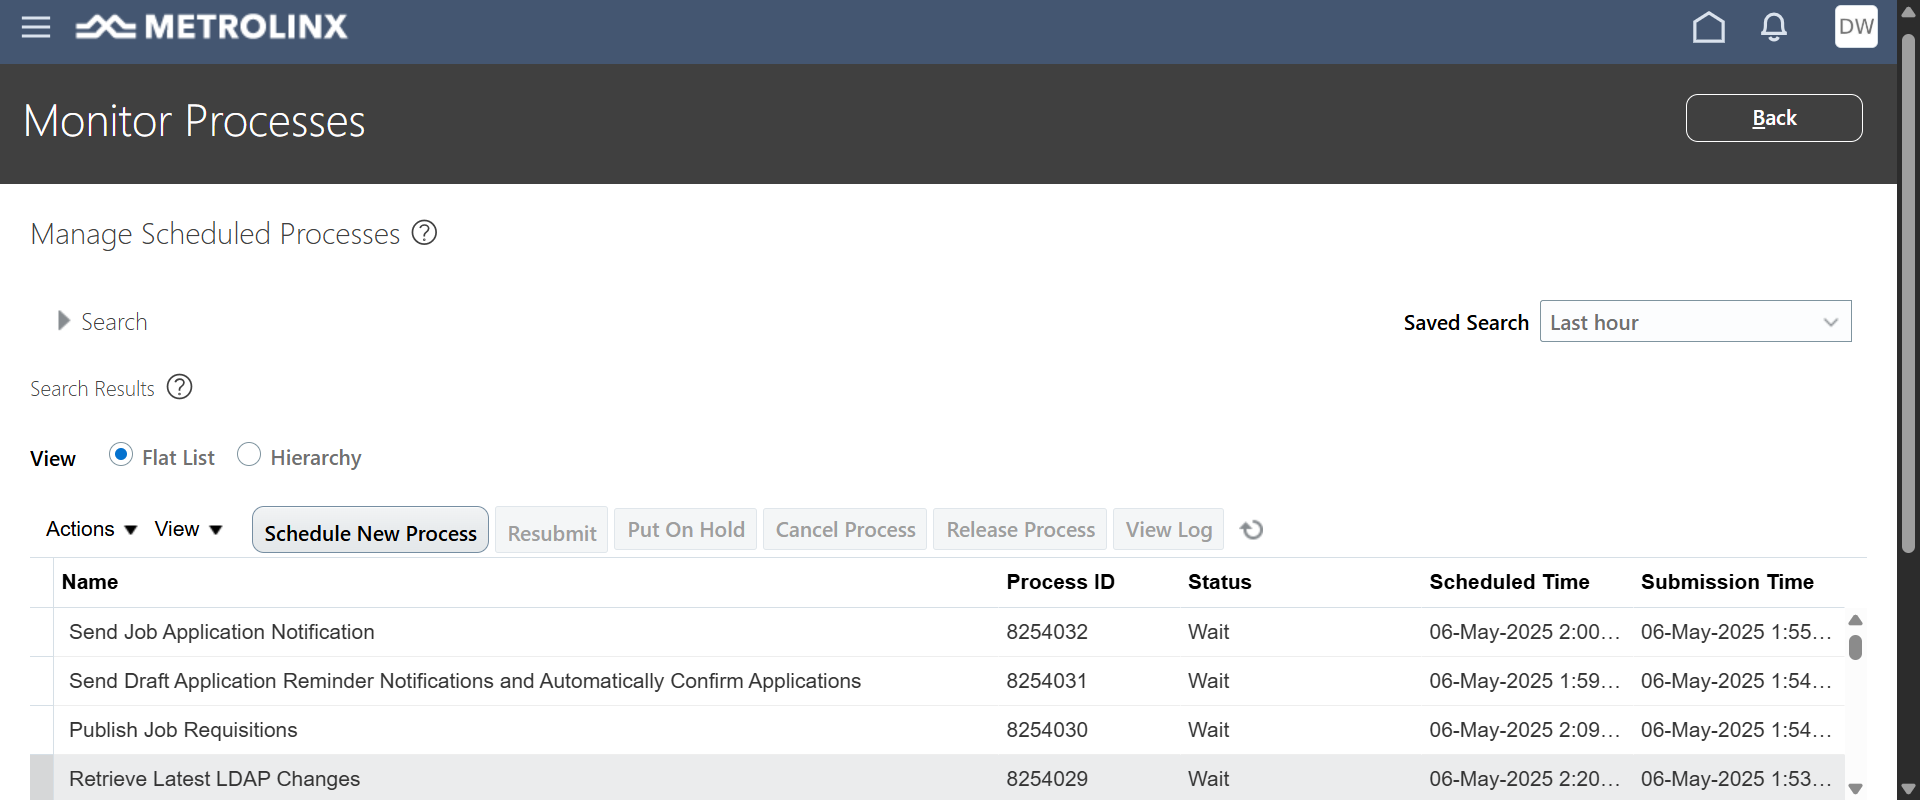 METROLINX DW
Monitor Processes Back
Manage Scheduled Processes ?
Search Saved Search Last hour
Search Results ?
View Flat List Hierarchy
Actions View Schedule New Process Resubmit Put On Hold Cancel Process Release Process View Log
Name Process ID Status Scheduled Time Submission Time
Send Job Application Notification 8254032 Wait 06-May-2025 2:00... 06-May-2025 1:55...
Send Draft Application Reminder Notifications and Automatically Confirm Applications 8254031 Wait 06-May-2025 1:59... 06-May-2025 1:54...
Publish Job Requisitions 8254030 Wait 06-May-2025 2:09... 06-May-2025 1:54...
Retrieve Latest LDAP Changes 8254029 Wait 06-May-2025 2:20... 06-May-2025 1:53...